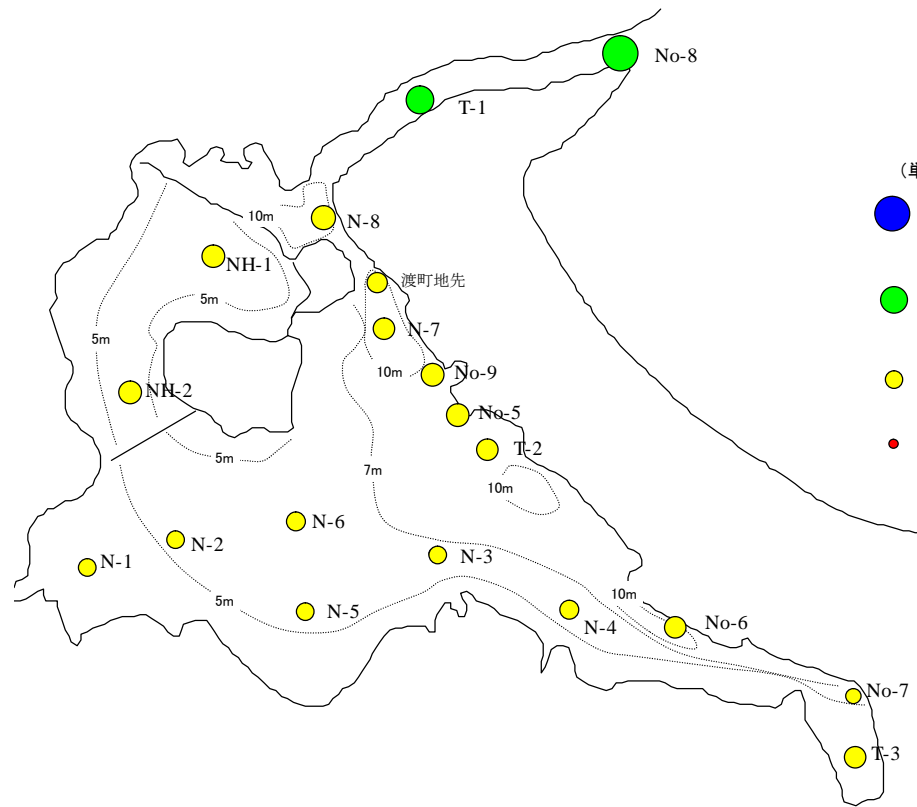 No-8
T-1
（単
10m
N-8
NH-1
渡町地先
5m
N-7
5m
10m
No-9
NH-2
No-5
T-2
5m
7m
10m
N-6
N-2
N-3
N-1
10m
5m
N-5
N-4
No-6
No-7
T-3